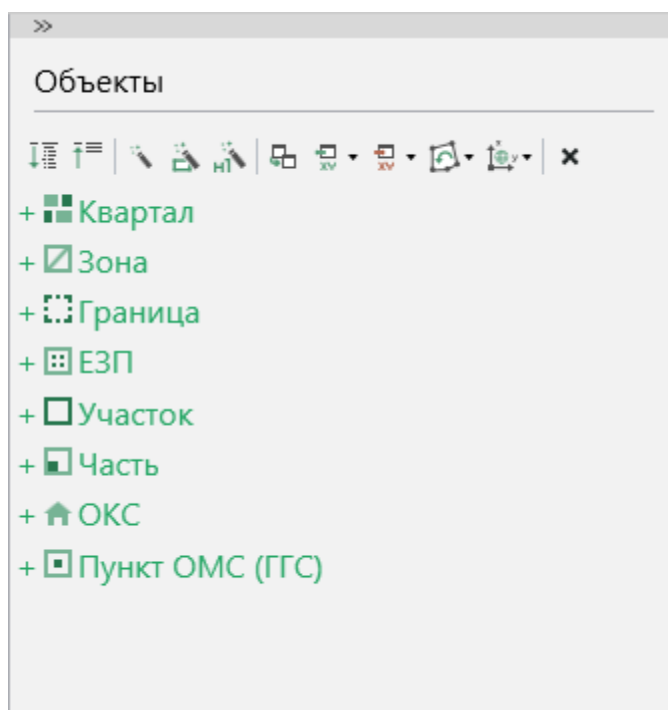 Объекты
+ Квартал
+ Зона
+ Граница
+ ЕЗП
+ Участок
+ Часть
+ ОКС
+ Пункт ОМС (ГГС)